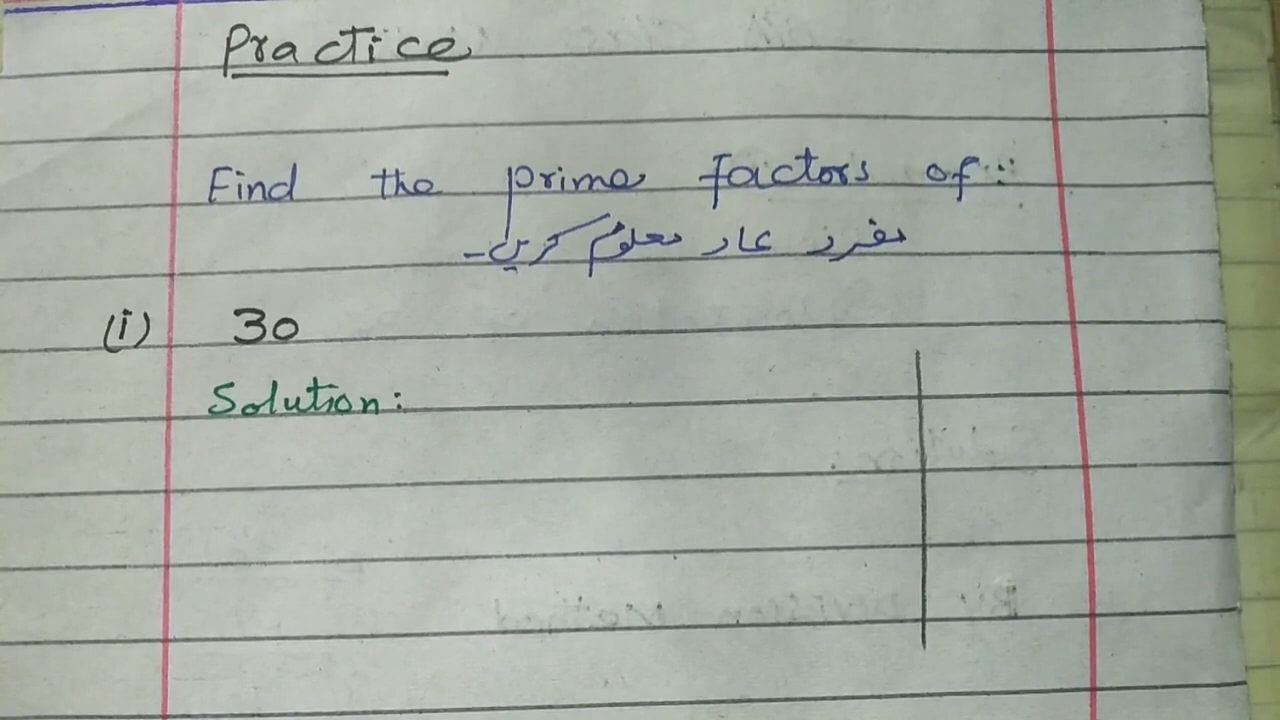 Practice
Find the prime factors of:
مفرد عاد معلوم کریں۔
(i) 30
Solution: